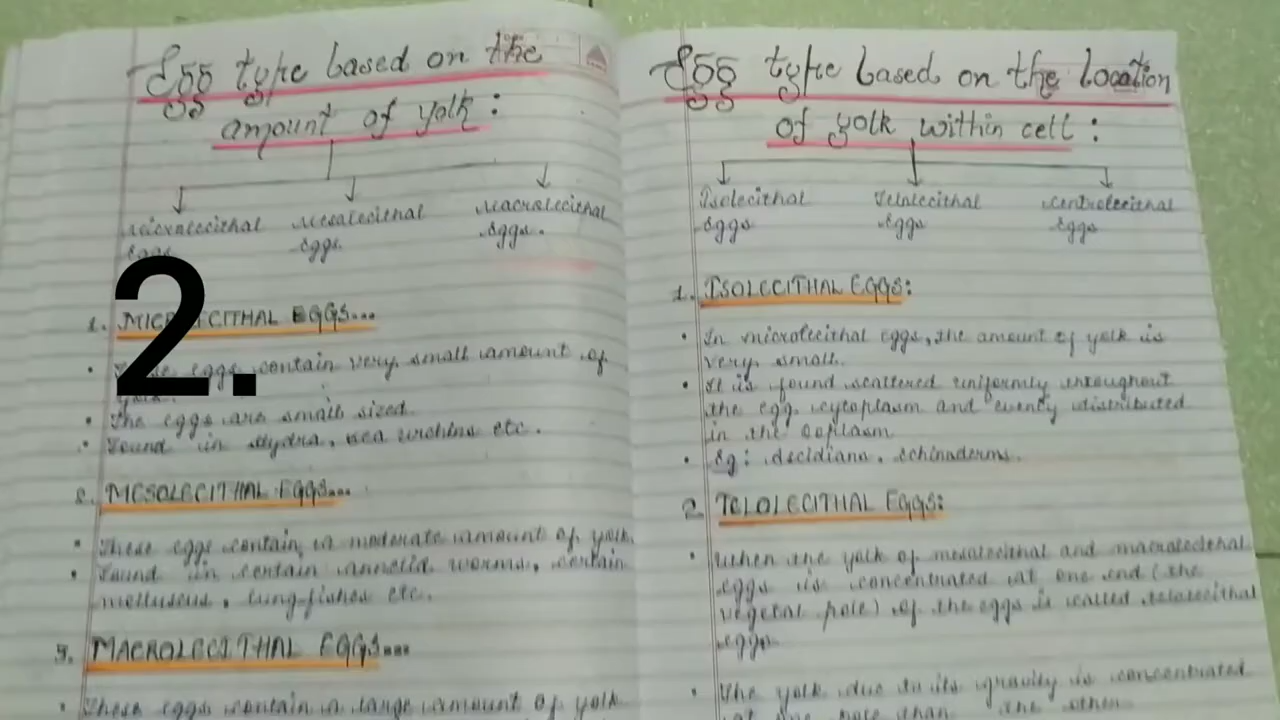 Egg type based on the
amount of yolk:
Microlecithal
Mesolecithal
Macrolecithal
Eggs
Eggs.
Eggs.
2.
1. MICROLECITHAL EGGS...
These eggs contain very small amount of
yolk.
• The eggs are small sized.
• Found in Hydra, sea urchins etc.
2. MESOLECITHAL EGGS...
• These eggs contain a moderate amount of yolk.
• Found in certain annelid worms, certain
molluscus, lung-fishes etc.
3. MACROLECITHAL EGGS...
• These eggs contain a large amount of yolk
Egg type based on the location
of yolk within cell:
Isolecithal
Telolecithal
Centrolecithal
Eggs
Eggs
Eggs
1. ISOLECITHAL EGGS:
• In microlecithal eggs, the amount of yolk is
very small.
• It is found scattered uniformly throughout
the egg cytoplasm and evenly distributed
in the ooplasm
• Eg: Ascidians, Echinoderms.
2. TELOLECITHAL EGGS:
• When the yolk of mesolecithal and macrolecithal
eggs is concentrated at one end (the
vegetal pole) of the eggs is called telolecithal
eggs.
• The yolk due to its gravity is concentrated
at one pole than the other